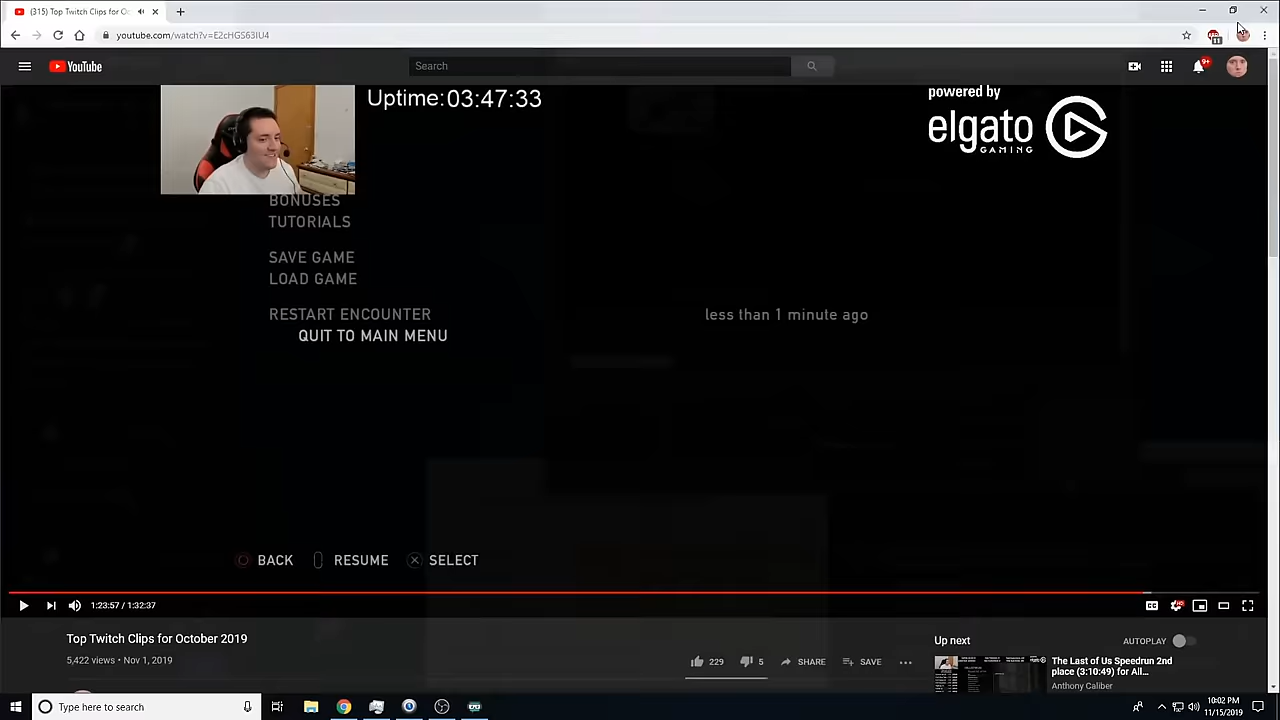 (315) Top Twitch Clips for Oc
youtube.com/watch?v=E2cHGS63IU4
11
YouTube
Search
9+
Uptime:03:47:33
powered by
elgato
GAMING
BONUSES
TUTORIALS
SAVE GAME
LOAD GAME
RESTART ENCOUNTER
less than 1 minute ago
QUIT TO MAIN MENU
BACK
RESUME
SELECT
1:23:57 / 1:32:37
HD
Top Twitch Clips for October 2019
5,422 views • Nov 1, 2019
229
5
SHARE
SAVE
Up next
AUTOPLAY
The Last of Us Speedrun 2nd
place (3:10:49) for All...
Anthony Caliber
Type here to search
10:02 PM
11/15/2019